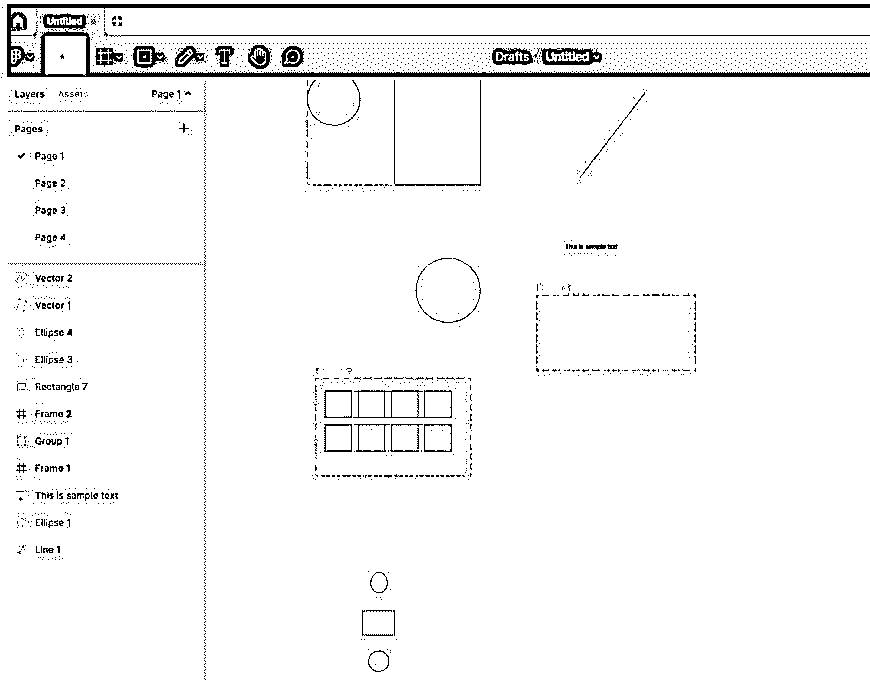 Untitled
Drafts / Untitled
Layers Assets Page 1
Pages
Page 1
Page 2
Page 3
Page 4
Vector 2
Vector 1
Ellipse 4
Ellipse 3
Rectangle 7
Frame 2
Group 1
Frame 1
This is sample text
Ellipse 1
Line 1
This is sample text